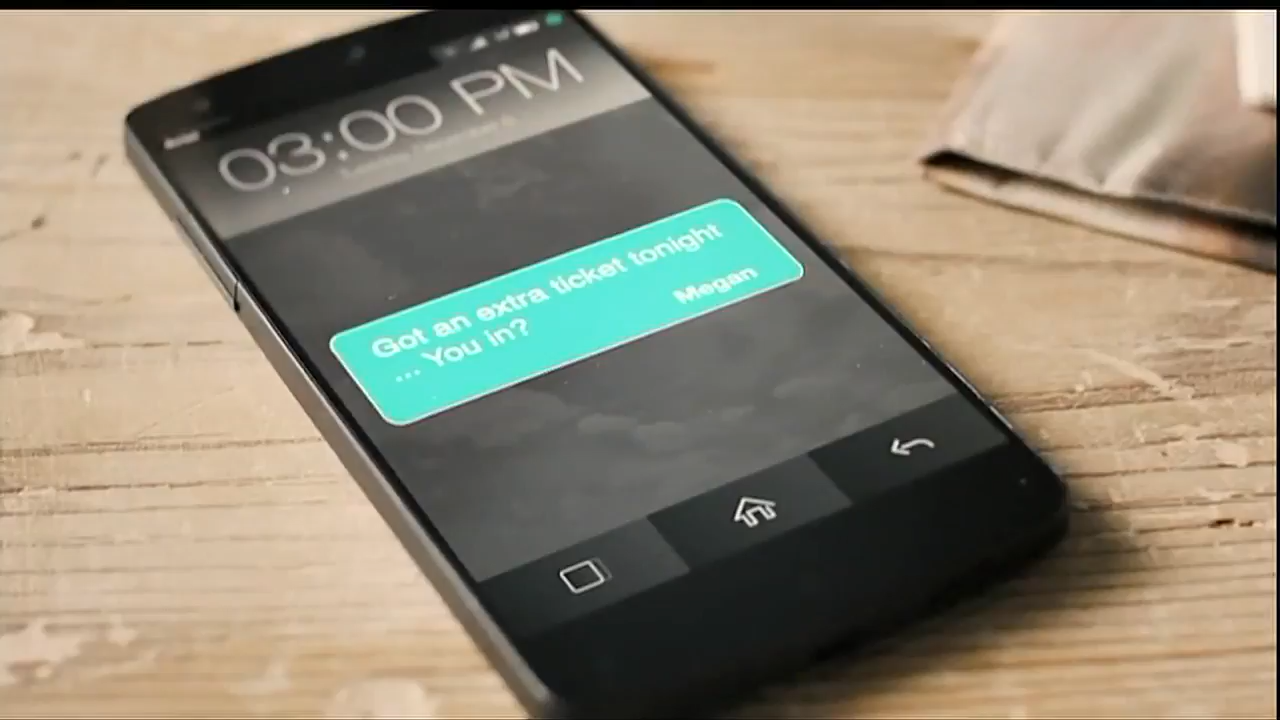 03:00 PM
Got an extra ticket tonight
... You in?
Megan